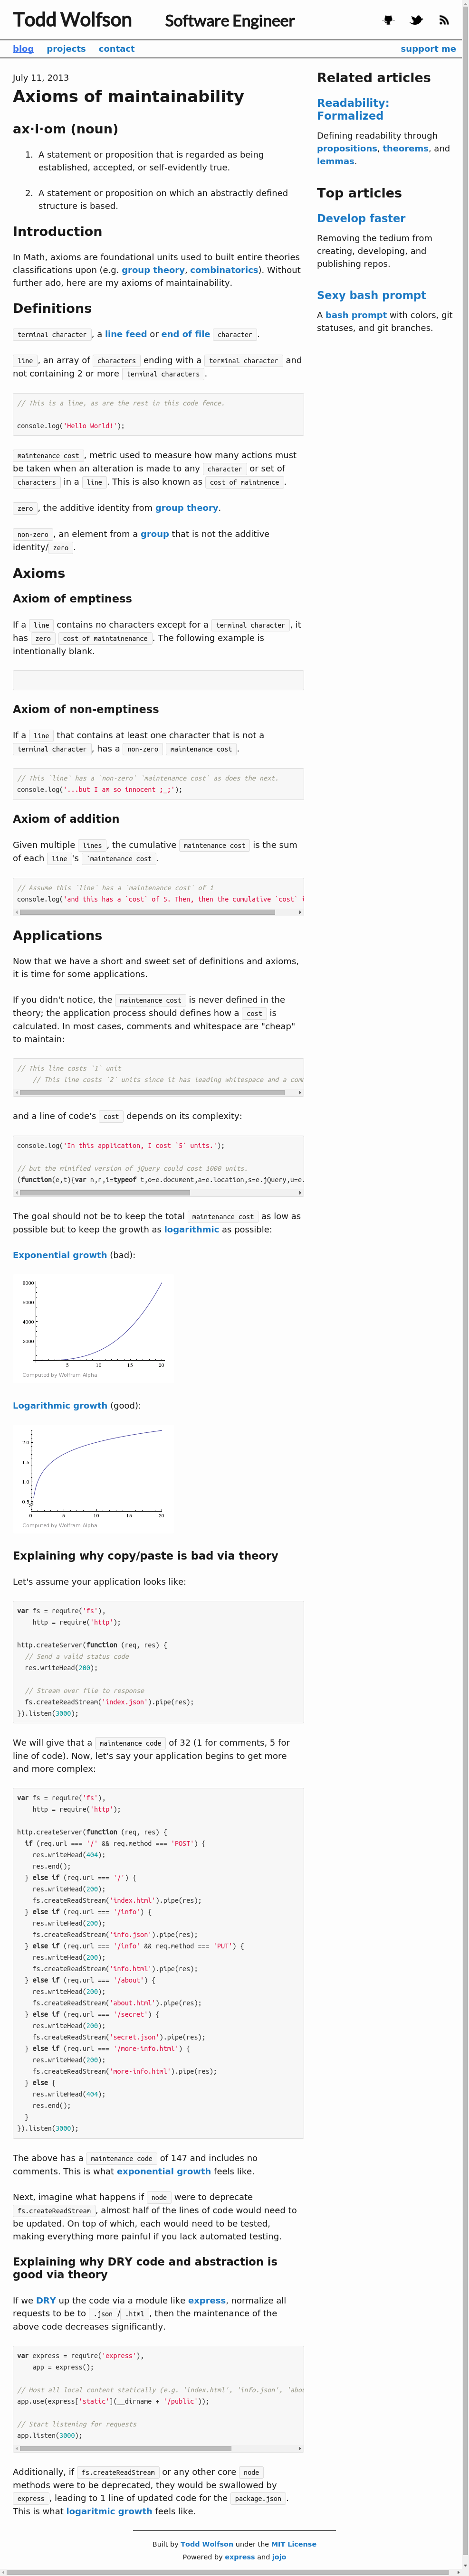 Todd Wolfson
Software Engineer
blog projects contact support me
July 11, 2013
Axioms of maintainability
ax·i·om (noun)
1. A statement or proposition that is regarded as being
established, accepted, or self-evidently true.
2. A statement or proposition on which an abstractly defined
structure is based.
Introduction
In Math, axioms are foundational units used to built entire theories
classifications upon (e.g. group theory, combinatorics). Without
further ado, here are my axioms of maintainability.
Definitions
terminal character, a line feed or end of file character.
line, an array of characters ending with a terminal character and
not containing 2 or more terminal characters.
// This is a line, as are the rest in this code fence.
console.log('Hello World!');
maintenance cost, metric used to measure how many actions must
be taken when an alteration is made to any character or set of
characters in a line. This is also known as cost of maintnence.
zero, the additive identity from group theory.
non-zero, an element from a group that is not the additive
identity/zero.
Axioms
Axiom of emptiness
If a line contains no characters except for a terminal character, it
has zero cost of maintainenance. The following example is
intentionally blank.
Axiom of non-emptiness
If a line that contains at least one character that is not a
terminal character, has a non-zero maintenance cost.
// This `line` has a `non-zero` `maintenance cost` as does the next.
console.log('...but I am so innocent ;_;');
Axiom of addition
Given multiple lines, the cumulative maintenance cost is the sum
of each line's `maintenance cost.
// Assume this `line` has a `maintenance cost` of 1
console.log('and this has a `cost` of 5. Then, then the cumulative `cost`
Applications
Now that we have a short and sweet set of definitions and axioms,
it is time for some applications.
If you didn't notice, the maintenance cost is never defined in the
theory; the application process should defines how a cost is
calculated. In most cases, comments and whitespace are "cheap"
to maintain:
// This line costs `1` unit
// This line costs `2` units since it has leading whitespace and a com
and a line of code's cost depends on its complexity:
console.log('In this application, I cost `5` units.');
// but the minified version of jQuery could cost 1000 units.
(function(e,t){var n,r,i=typeof t,o=e.document,a=e.location,s=e.jQuery,u=e.
The goal should not be to keep the total maintenance cost as low as
possible but to keep the growth as logarithmic as possible:
Exponential growth (bad):
8000
6000
4000
2000
5 10 15 20
Computed by Wolfram|Alpha
Logarithmic growth (good):
2.0
1.5
1.0
0.5
0 5 10 15 20
Computed by Wolfram|Alpha
Explaining why copy/paste is bad via theory
Let's assume your application looks like:
var fs = require('fs'),
http = require('http');
http.createServer(function (req, res) {
// Send a valid status code
res.writeHead(200);
// Stream over file to response
fs.createReadStream('index.json').pipe(res);
}).listen(3000);
We will give that a maintenance code of 32 (1 for comments, 5 for
line of code). Now, let's say your application begins to get more
and more complex:
var fs = require('fs'),
http = require('http');
http.createServer(function (req, res) {
if (req.url === '/' && req.method === 'POST') {
res.writeHead(404);
res.end();
} else if (req.url === '/') {
res.writeHead(200);
fs.createReadStream('index.html').pipe(res);
} else if (req.url === '/info') {
res.writeHead(200);
fs.createReadStream('info.json').pipe(res);
} else if (req.url === '/info' && req.method === 'PUT') {
res.writeHead(200);
fs.createReadStream('info.html').pipe(res);
} else if (req.url === '/about') {
res.writeHead(200);
fs.createReadStream('about.html').pipe(res);
} else if (req.url === '/secret') {
res.writeHead(200);
fs.createReadStream('secret.json').pipe(res);
} else if (req.url === '/more-info.html') {
res.writeHead(200);
fs.createReadStream('more-info.html').pipe(res);
} else {
res.writeHead(404);
res.end();
}
}).listen(3000);
The above has a maintenance code of 147 and includes no
comments. This is what exponential growth feels like.
Next, imagine what happens if node were to deprecate
fs.createReadStream, almost half of the lines of code would need to
be updated. On top of which, each would need to be tested,
making everything more painful if you lack automated testing.
Explaining why DRY code and abstraction is
good via theory
If we DRY up the code via a module like express, normalize all
requests to be to .json/.html, then the maintenance of the
above code decreases significantly.
var express = require('express'),
app = express();
// Host all local content statically (e.g. 'index.html', 'info.json', 'abou
app.use(express['static'](__dirname + '/public'));
// Start listening for requests
app.listen(3000);
Additionally, if fs.createReadStream or any other core node
methods were to be deprecated, they would be swallowed by
express, leading to 1 line of updated code for the package.json.
This is what logaritmic growth feels like.
Related articles
Readability:
Formalized
Defining readability through
propositions, theorems, and
lemmas.
Top articles
Develop faster
Removing the tedium from
creating, developing, and
publishing repos.
Sexy bash prompt
A bash prompt with colors, git
statuses, and git branches.
Built by Todd Wolfson under the MIT License
Powered by express and jojo